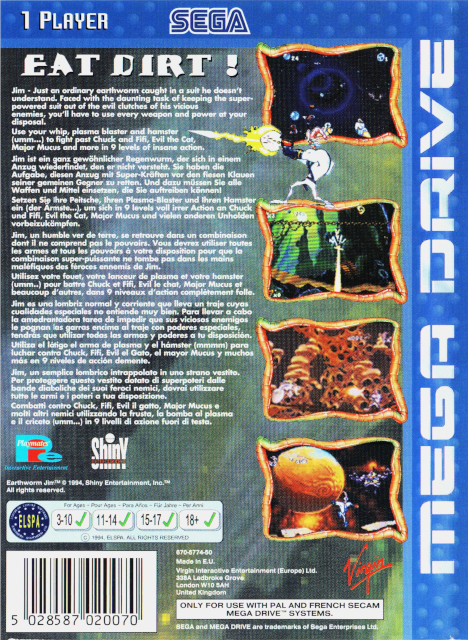 1 PLAYER
SEGA
EAT DIRT !
Jim - Just an ordinary earthworm caught in a suit he doesn't
understand. Faced with the daunting task of keeping the super-
powered suit out of the evil clutches of his vicious
enemies, you'll have to use every weapon and power at your
disposal.
Use your whip, plasma blaster and hamster
(umm...) to fight past Chuck and Fifi, Evil the Cat,
Major Mucus and more in 9 levels of insane action.
Jim ist ein ganz gewöhnlicher Regenwurm, der sich in einem
Anzug wiederfindet, den er nicht versteht. Sie haben die
Aufgabe, diesen Anzug mit Super-Kräften vor den fiesen Klauen
seiner gemeinen Gegner zu retten. Und dazu müssen Sie alle
Waffen und Mittel einsetzen, die Sie auftreiben können!
Setzen Sie Ihre Peitsche, Ihren Plasma-Blaster und Ihren Hamster
ein (der Armste...), um sich in 9 levels voll irrer Action an Chuck
und Fifi, Evil the Cat, Major Mucus und vielen anderen Unholden
vorbeizukämpfen.
Jim, un humble ver de terre, se retrouve dans un combinaison
dont il ne comprend pas le pouvairs. Vous devrez utiliser toutes
les armes et tous les pouvoirs à votre disposition pour que la
combinaison super-puissante ne tombe pas dans les mains
maléfiques des féroces ennemis de Jim.
Utilisez votre fouet, votre lanceur de plasma et votre hamster
(umm..) pour battre Chuck et Fifi, Evil le chat, Major Mucus et
beaucoup d'autres, dans 9 niveaux d'action complètement folle.
Jim es una lombriz normal y corriente que lleva un traje cuyas
cualidades especiales no entiende muy bien. Para llevar a cabo
la amedrantadora tarea de impedir que sus viciosos enemigos
le pognan las garras encima al traje con poderes especiales,
tendrás que utilizar todas las armas y poderes a tu disposición.
Utiliza el látigo el arma de plasma y el hámster (mmmm) para
luchar contra Chuck, Fifi, Evil el Gato, el mayor Mucus y muchos
más en 9 niveles de acción demente.
Jim, un semplice lombrico intrappolato in uno strano vestito.
Per proteggere questo vestito dotato di superpoteri dalle
bande diaboliche dei suoi feroci nemici, dovrai utilizzare
tutte le armi e i poteri a tua disposizione.
Combatti contro Chuck, Fifi, Evil il gatto, Major Mucus e
molti altri nemici utilizzando la frusta, la bomba al plasma
e il criceto (umm...) in 9 livelli di azione fuori di testa.
Playmates
Interactive Entertainment
Shiny
Earthworm Jim™ © 1994, Shiny Entertainment, Inc.™
All rights reserved.
For Ages - Pour Ages - Para Años - Für Jahre - Per Anni
ELSPA
3-10
11-14
15-17
18+
© 1994. ELSPA. ALL RIGHTS RESERVED
5 028587 020070
670-5774-50
Made in E.U.
Virgin Interactive Entertainment (Europe) Ltd.
338A Ladbroke Grove
London W10 5AH
United Kingdom
Virgin
ONLY FOR USE WITH PAL AND FRENCH SECAM
MEGA DRIVE™ SYSTEMS.
SEGA and MEGA DRIVE are trademarks of Sega Enterprises Ltd.
MEGA DRIVE